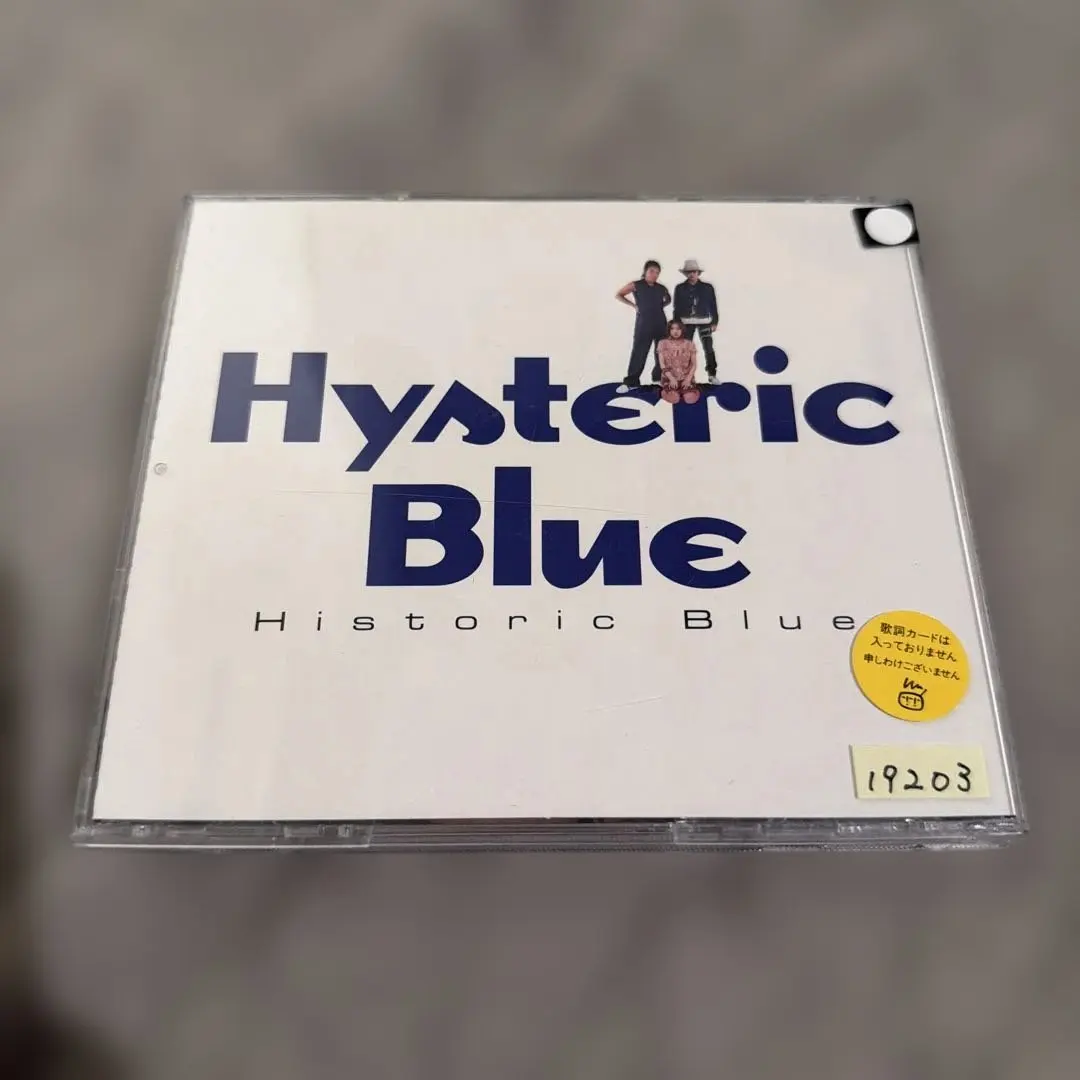 Hysteric
Blue
Historic Blue
歌詞カードは
入っておりません
申しわけございません
19203